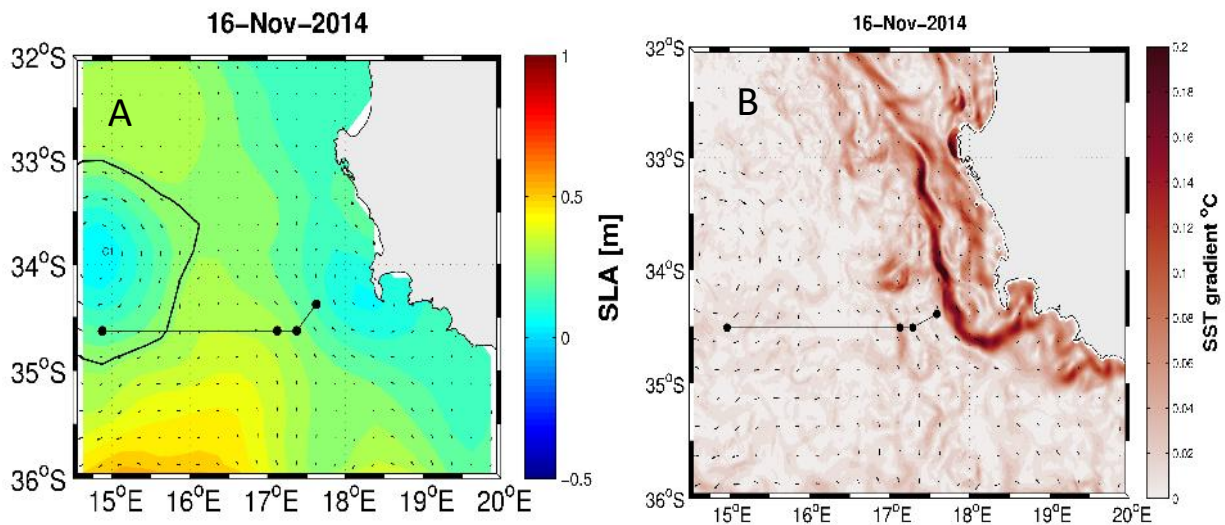 16-Nov-2014
A
32°S
33°S
34°S
35°S
36°S
15°E
16°E
17°E
18°E
19°E
20°E
C1
1
0.5
0
-0.5
SLA [m]
16-Nov-2014
B
32°S
33°S
34°S
35°S
36°S
15°E
16°E
17°E
18°E
19°E
20°E
0.2
0.18
0.16
0.14
0.12
0.1
0.08
0.06
0.04
0.02
0
SST gradient °C